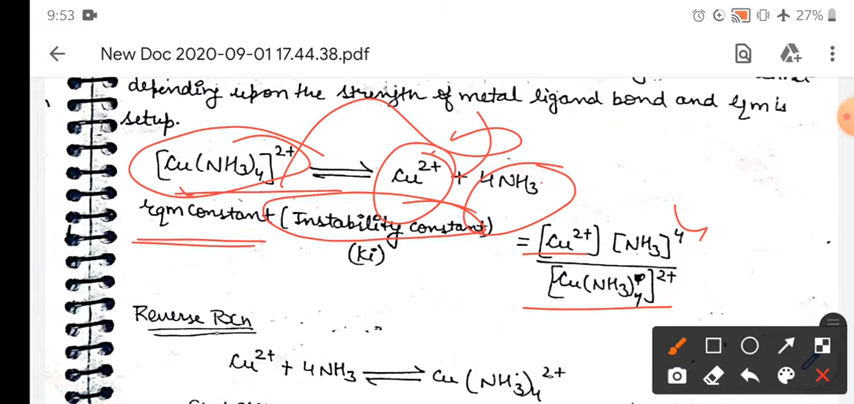 9:53
27%
New Doc 2020-09-01 17.44.38.pdf
depending upon the strength of metal ligand bond and eqm is
setup.
[Cu(NH3)4]2+ ⇌ Cu2+ + 4NH3
eqm constant (Instability constant)
(Ki)
= [Cu2+] [NH3]4
[Cu(NH3)4]2+
Reverse Rxn
Cu2+ + 4NH3 ⇌ Cu(NH3)4 2+